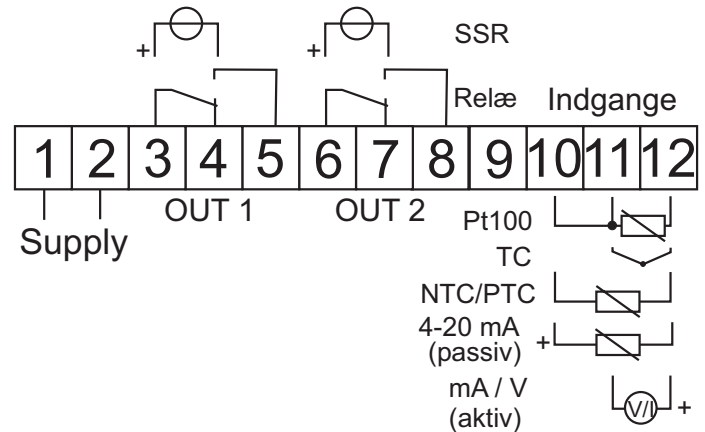 + + SSR
Relæ Indgange
1 2 3 4 5 6 7 8 9 10 11 12
OUT 1 OUT 2
Supply
Pt100
TC
NTC/PTC
4-20 mA
(passiv) +
mA / V
(aktiv) V/I +